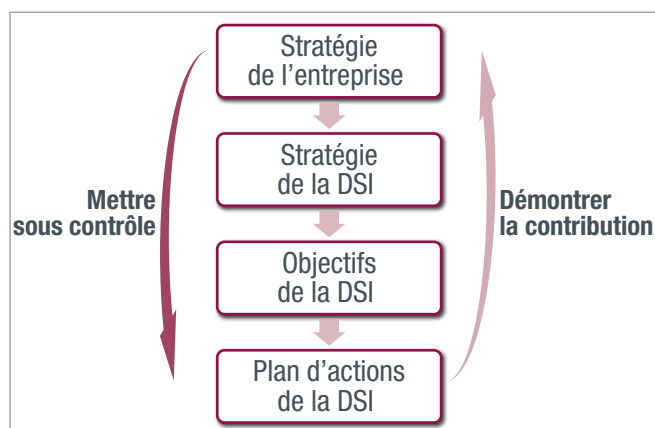 Stratégie
de l’entreprise
Stratégie
de la DSI
Mettre
sous contrôle
Démontrer
la contribution
Objectifs
de la DSI
Plan d’actions
de la DSI